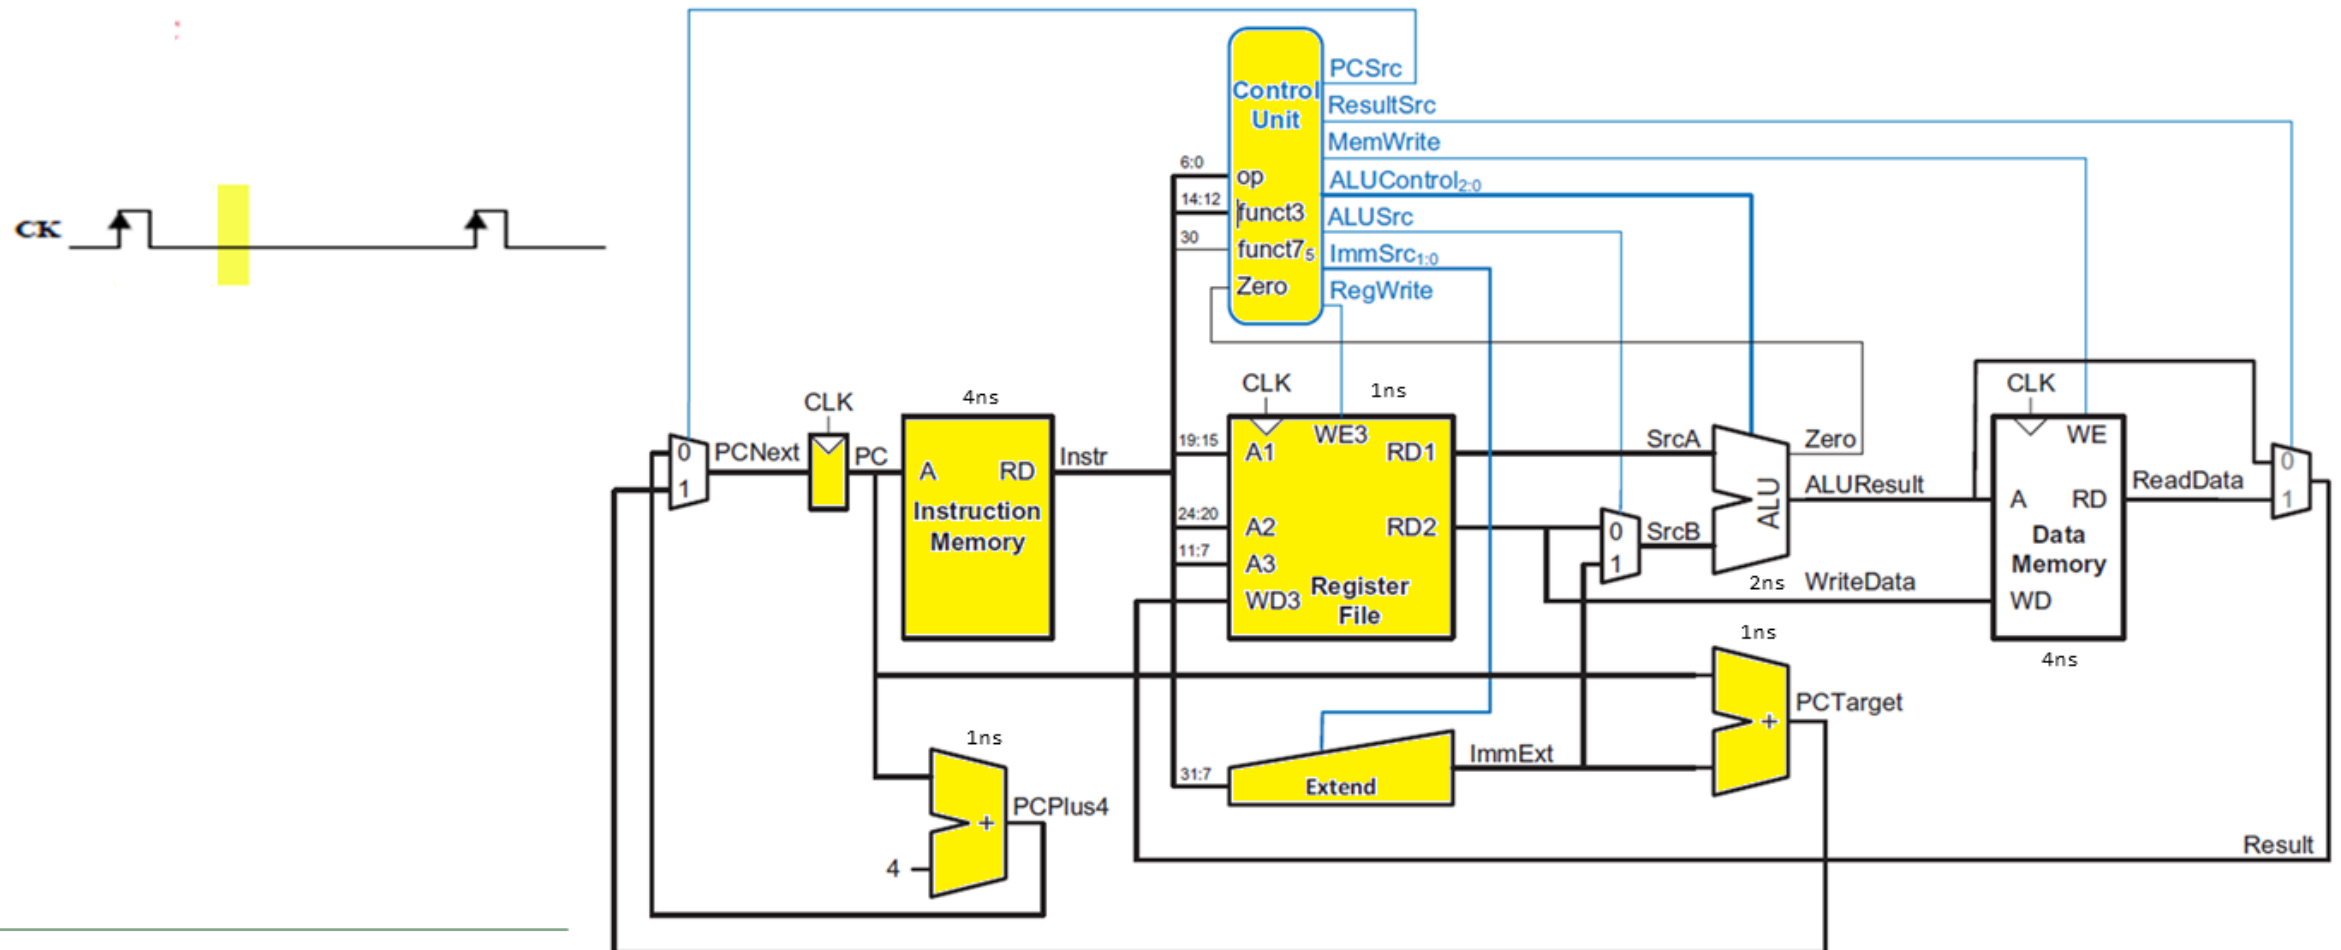 PCSrc
Control
Unit
ResultSrc
MemWrite
6:0
op
ALUControl2:0
14:12
funct3
ALUSrc
CK
30
funct75
ImmSrc1:0
Zero
RegWrite
CLK
4ns
CLK
1ns
CLK
0
1
PCNext
PC
A
RD
Instruction
Memory
Instr
19:15
A1
WE3
RD1
24:20
A2
RD2
11:7
A3
WD3
Register
File
SrcA
0
1
SrcB
ALU
Zero
ALUResult
2ns
WriteData
WE
A
RD
Data
Memory
WD
4ns
ReadData
0
1
1ns
+
PCTarget
1ns
+
PCPlus4
4
31:7
Extend
ImmExt
Result